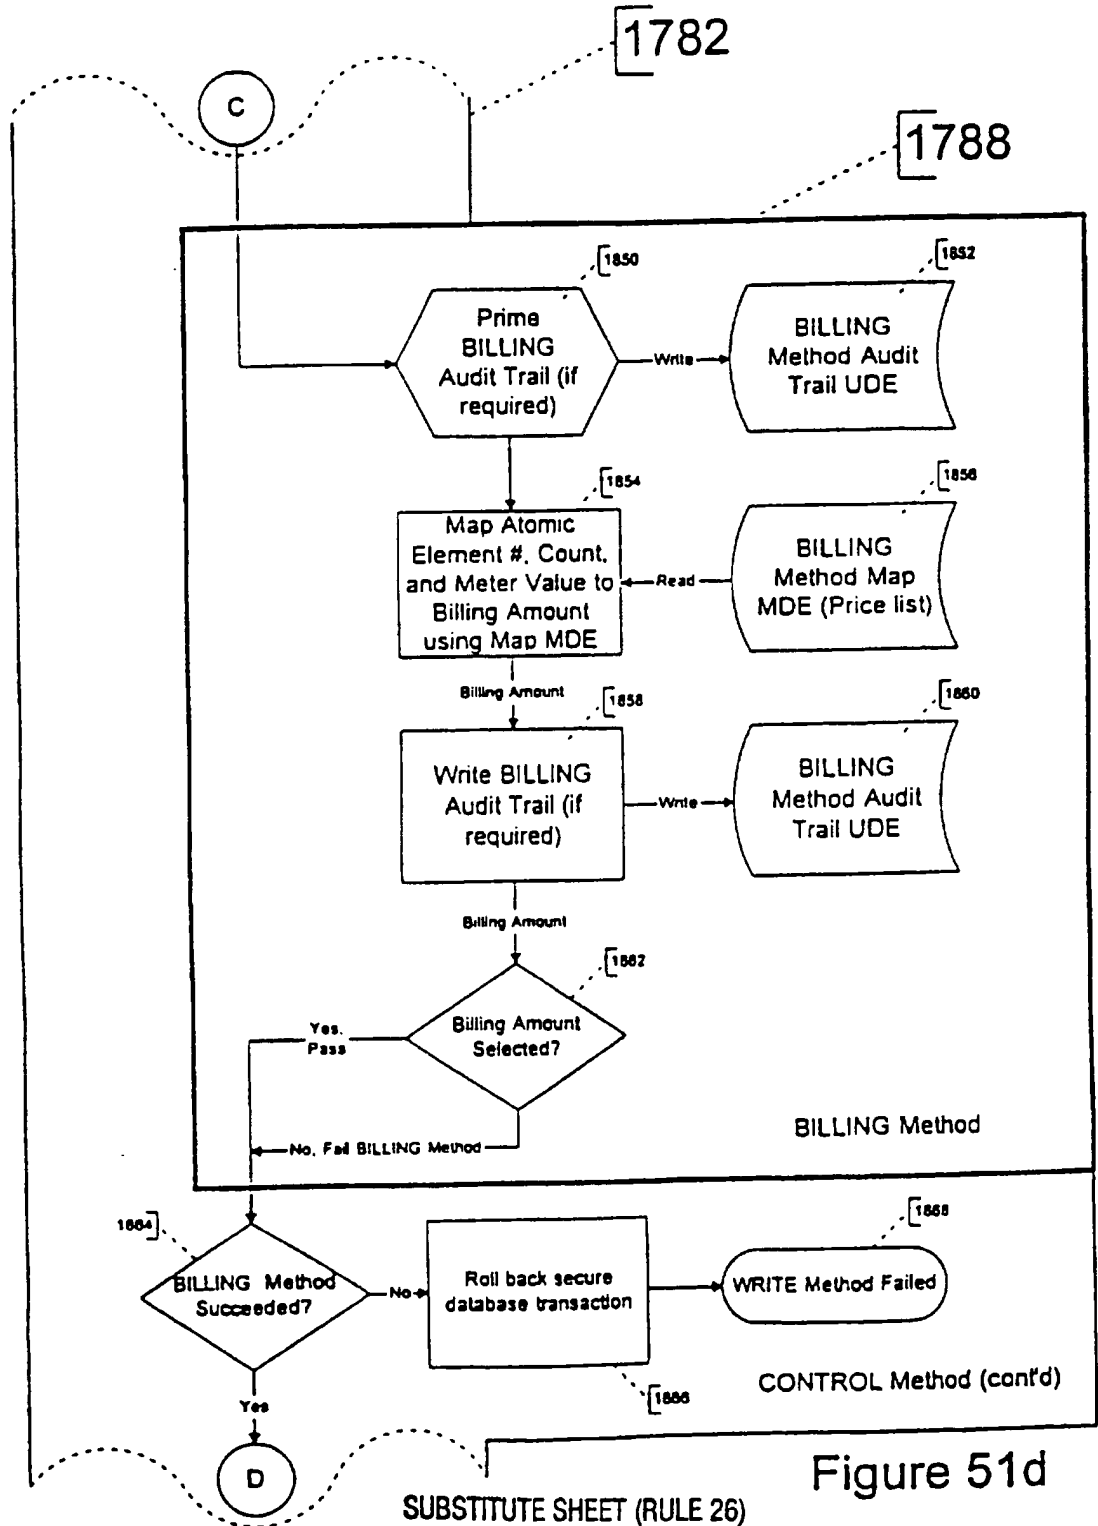 1782
C
1788
1850
1852
Prime
BILLING
Audit Trail (if
required)
Write
BILLING
Method Audit
Trail UDE
1854
1856
Map Atomic
Element #, Count,
and Meter Value to
Billing Amount
using Map MDE
Read
BILLING
Method Map
MDE (Price list)
Billing Amount
1858
1860
Write BILLING
Audit Trail (if
required)
Write
BILLING
Method Audit
Trail UDE
Billing Amount
1862
Yes,
Pass
Billing Amount
Selected?
No, Fail BILLING Method
BILLING Method
1864
1868
BILLING Method
Succeeded?
No
Roll back secure
database transaction
WRITE Method Failed
1866
CONTROL Method (cont'd)
Yes
D
Figure 51d
SUBSTITUTE SHEET (RULE 26)